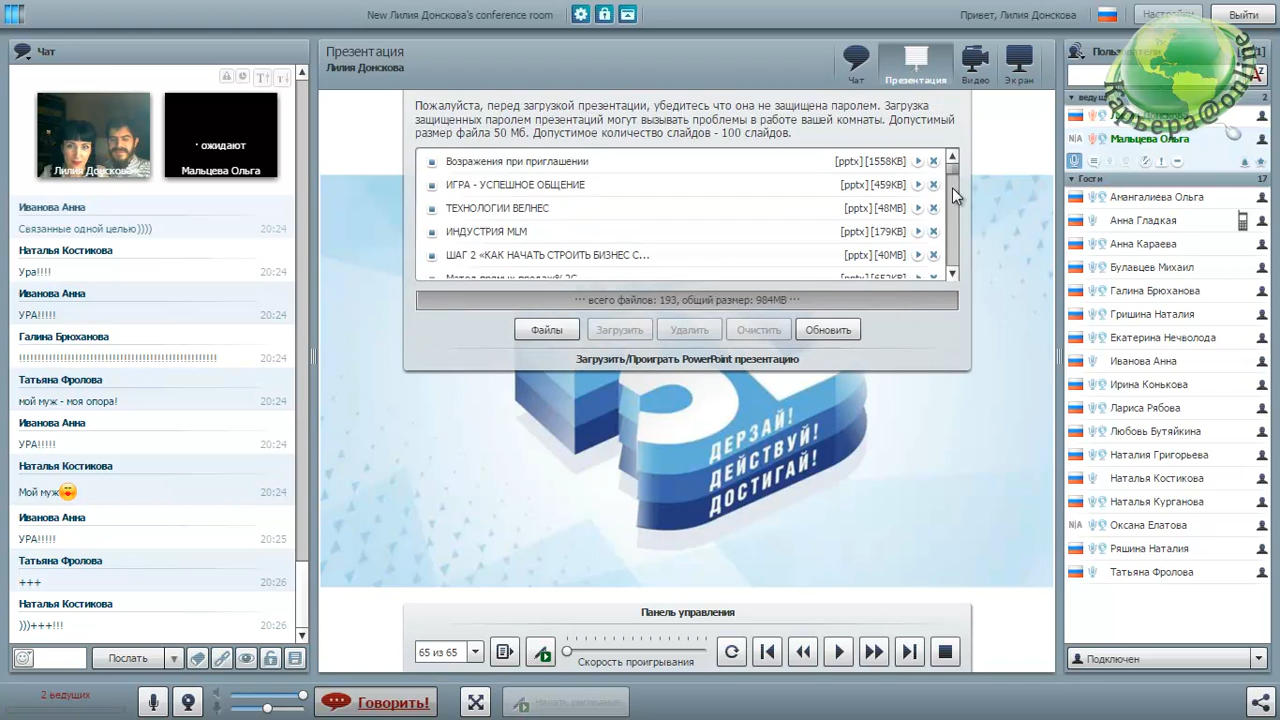 New Лилия Донскова's conference room
Привет, Лилия Донскова
Настройки
Выйти
Чат
Лилия Донскова
• ожидают
Мальцева Ольга
Иванова Анна
Связанные одной целью))))
20:24
Наталья Костикова
Ура!!!!
20:24
Иванова Анна
УРА!!!!!
20:24
Галина Брюханова
!!!!!!!!!!!!!!!!!!!!!!!!!!!!!!!!!!!!!!!!!!!!!!!!!!
20:24
Татьяна Фролова
мой муж - моя опора!
20:24
Иванова Анна
УРА!!!!!
20:24
Наталья Костикова
Мой муж
20:24
Иванова Анна
УРА!!!!!
20:25
Татьяна Фролова
+++
20:26
Наталья Костикова
)))+++!!!
20:26
Послать
Презентация
Лилия Донскова
Чат
Презентация
Видео
Экран
Пожалуйста, перед загрузкой презентации, убедитесь что она не защищена паролем. Загрузка
защищенных паролем презентаций могут вызывать проблемы в работе вашей комнаты. Допустимый
размер файла 50 Мб. Допустимое количество слайдов - 100 слайдов.
Возражения при приглашении [pptx][1558KB]
ИГРА - УСПЕШНОЕ ОБЩЕНИЕ [pptx][459KB]
ТЕХНОЛОГИИ ВЕЛНЕС [pptx][48MB]
ИНДУСТРИЯ MLM [pptx][179KB]
ШАГ 2 «КАК НАЧАТЬ СТРОИТЬ БИЗНЕС С... [pptx][40MB]
··· всего файлов: 193, общий размер: 984MB ···
Файлы
Загрузить
Удалить
Очистить
Обновить
Загрузить/Проиграть PowerPoint презентацию
ДЕРЗАЙ!
ДЕЙСТВУЙ!
ДОСТИГАЙ!
Панель управления
65 из 65
Скорость проигрывания
Карьера@online
ведущ
2
Мальцева Ольга
Гости
17
Амангалиева Ольга
Анна Гладкая
Анна Караева
Булавцев Михаил
Галина Брюханова
Гришина Наталия
Екатерина Нечволода
Иванова Анна
Ирина Конькова
Лариса Рябова
Любовь Бутяйкина
Наталия Григорьева
Наталья Костикова
Наталья Курганова
N/A Оксана Елатова
Ряшина Наталия
Татьяна Фролова
Подключен
2 ведущих
Говорить!